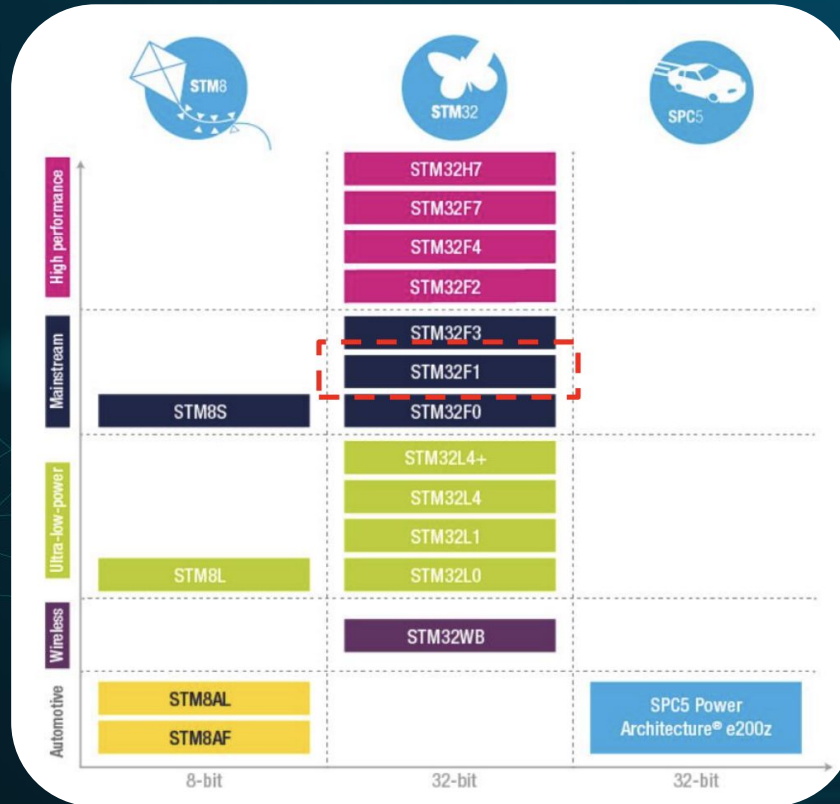 STM8
STM32
SPC5
High performance
STM32H7
STM32F7
STM32F4
STM32F2
Mainstream
STM32F3
STM32F1
STM8S
STM32F0
Ultra-low-power
STM32L4+
STM32L4
STM32L1
STM8L
STM32L0
Wireless
STM32WB
Automotive
STM8AL
STM8AF
SPC5 Power
Architecture® e200z
8-bit
32-bit
32-bit